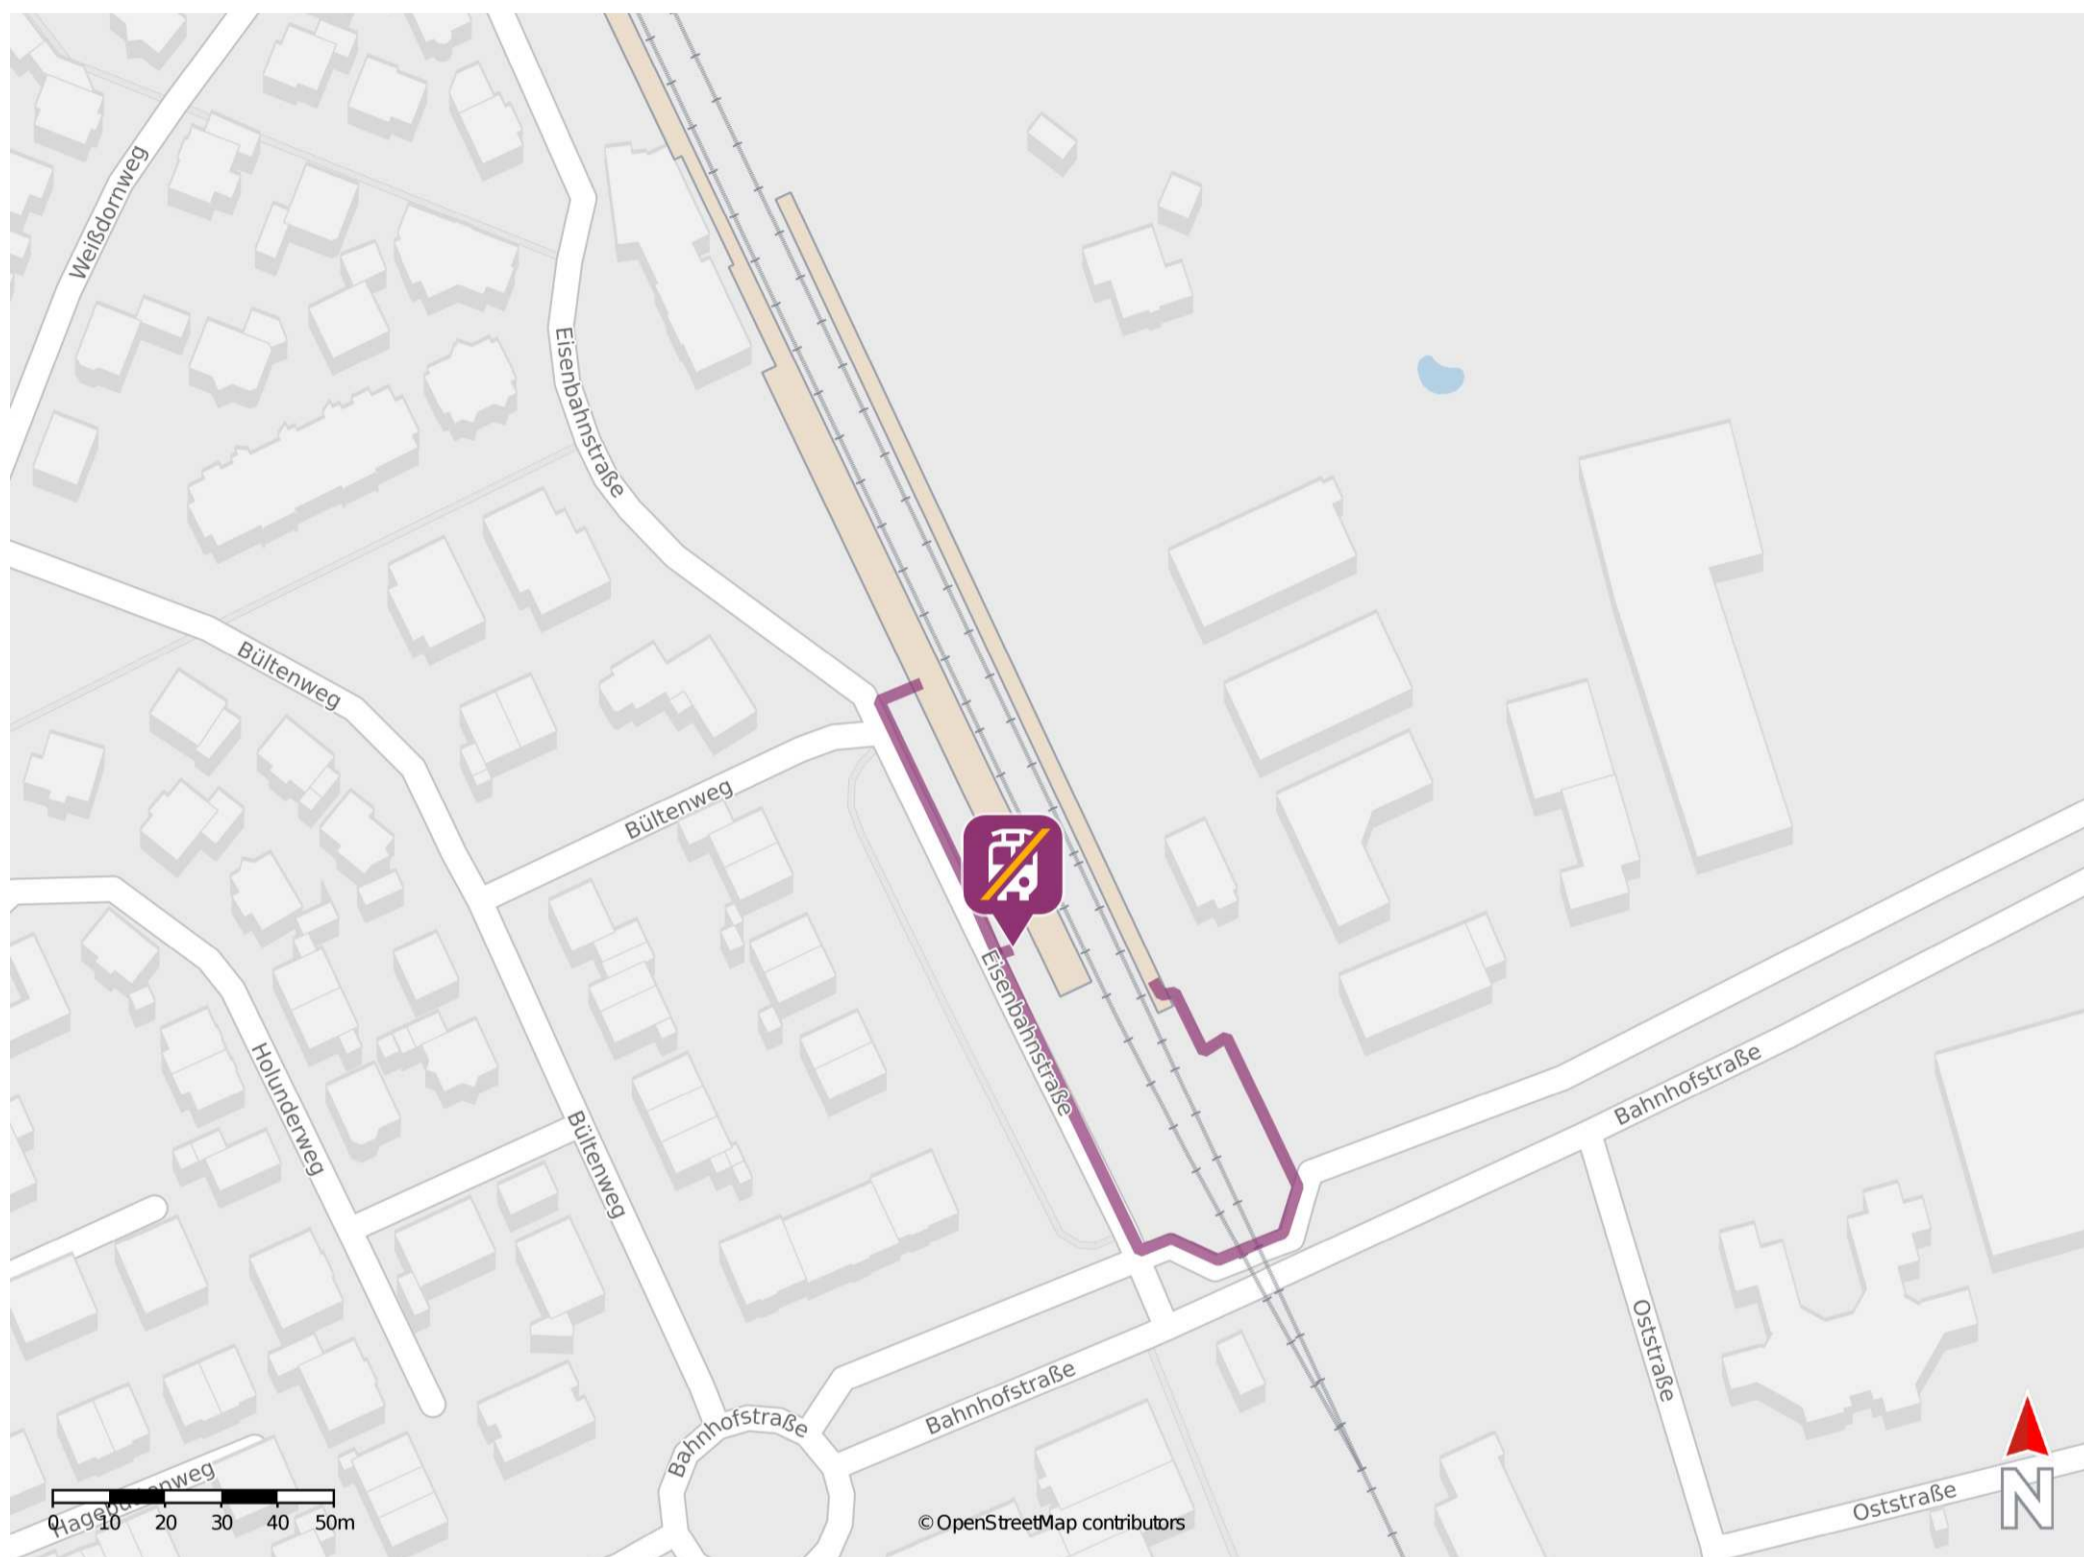 Weißdornweg
Eisenbahnstraße
Bültenweg
Bültenweg
Eisenbahnstraße
Holunderweg
Bültenweg
Bahnhofstraße
Bahnhofstraße
Bahnhofstraße
Oststraße
Oststraße
Hagebuttenweg
0 10 20 30 40 50m
© OpenStreetMap contributors
N